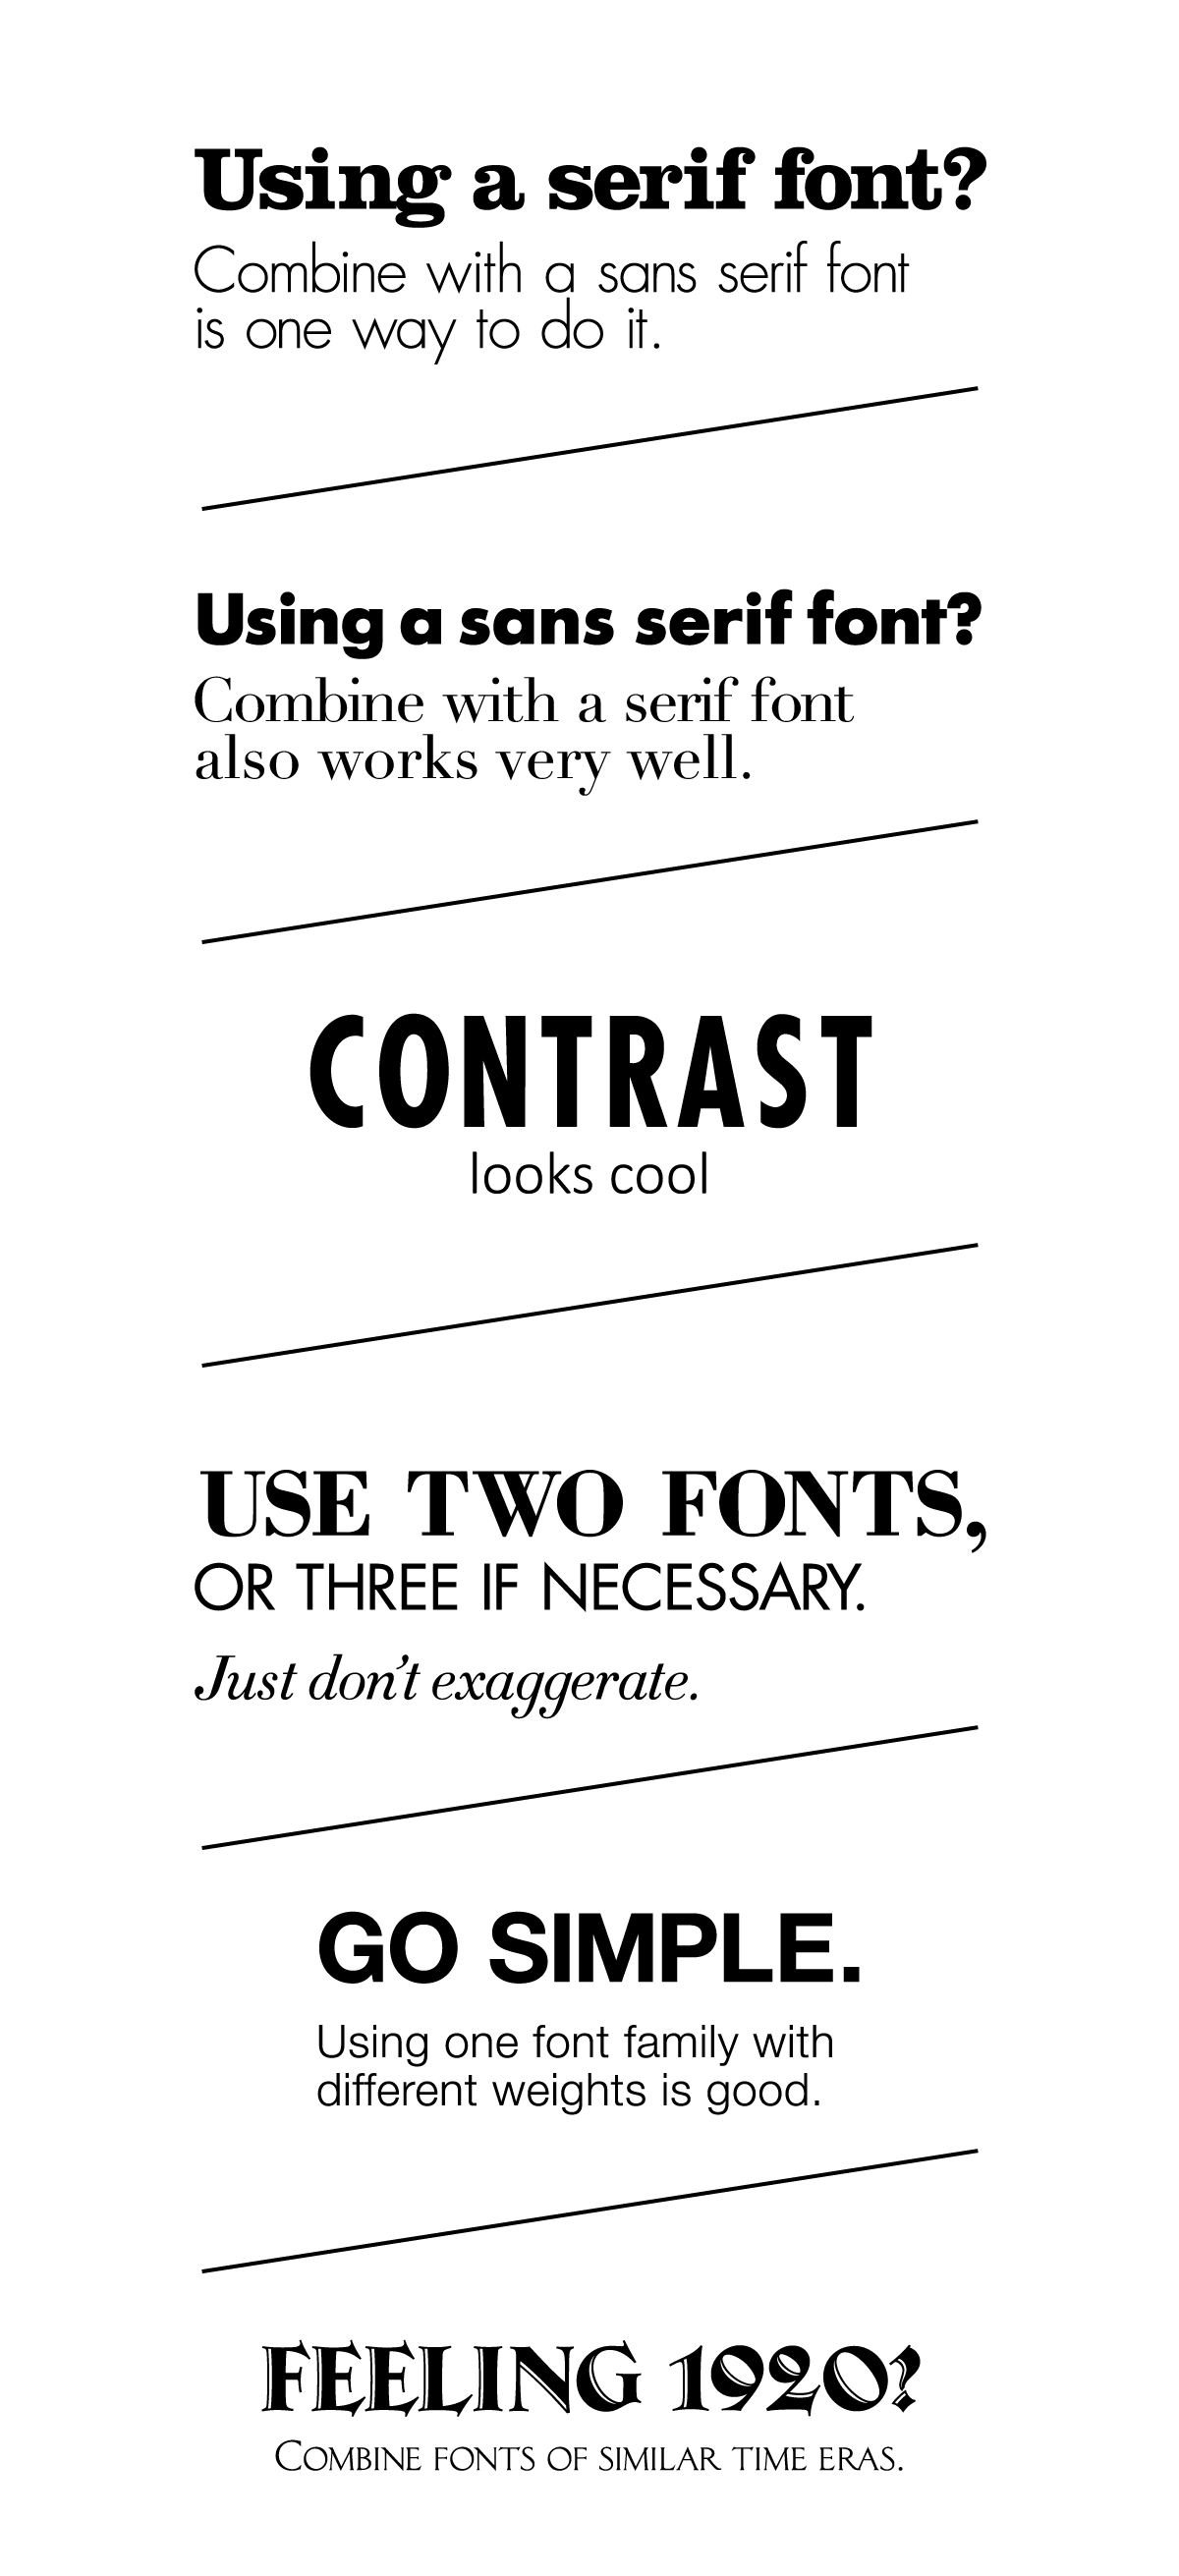 Using a serif font?
Combine with a sans serif font
is one way to do it.
Using a sans serif font?
Combine with a serif font
also works very well.
CONTRAST
looks cool
USE TWO FONTS,
OR THREE IF NECESSARY.
Just don’t exaggerate.
GO SIMPLE.
Using one font family with
different weights is good.
FEELING 1920?
COMBINE FONTS OF SIMILAR TIME ERAS.